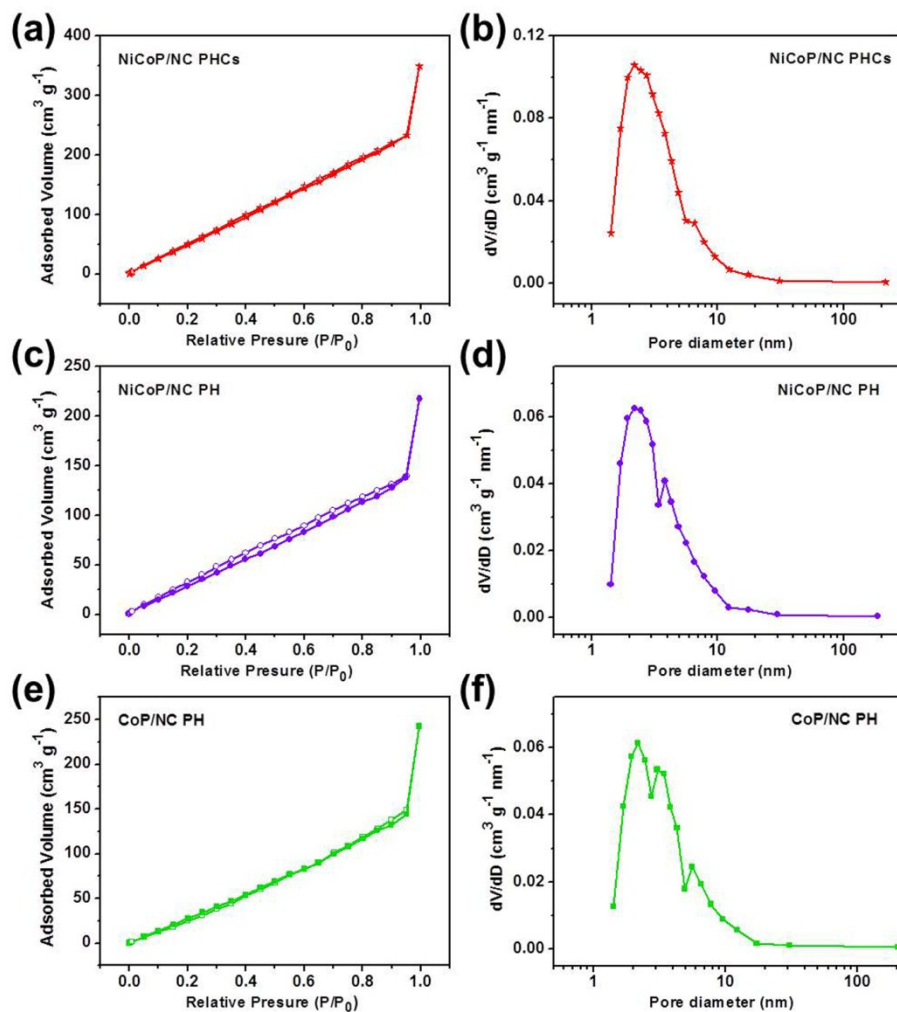 (a)
NiCoP/NC PHCs
400
300
200
100
0
0.0 0.2 0.4 0.6 0.8 1.0
Adsorbed Volume (cm³ g⁻¹)
Relative Presure (P/P₀)
(b)
NiCoP/NC PHCs
0.12
0.08
0.04
0.00
1 10 100
dV/dD (cm³ g⁻¹ nm⁻¹)
Pore diameter (nm)
(c)
NiCoP/NC PH
250
200
150
100
50
0
0.0 0.2 0.4 0.6 0.8 1.0
Adsorbed Volume (cm³ g⁻¹)
Relative Presure (P/P₀)
(d)
NiCoP/NC PH
0.06
0.04
0.02
0.00
1 10 100
dV/dD (cm³ g⁻¹ nm⁻¹)
Pore diameter (nm)
(e)
CoP/NC PH
250
200
150
100
50
0
0.0 0.2 0.4 0.6 0.8 1.0
Adsorbed Volume (cm³ g⁻¹)
Relative Presure (P/P₀)
(f)
CoP/NC PH
0.06
0.04
0.02
0.00
1 10 100
dV/dD (cm³ g⁻¹ nm⁻¹)
Pore diameter (nm)